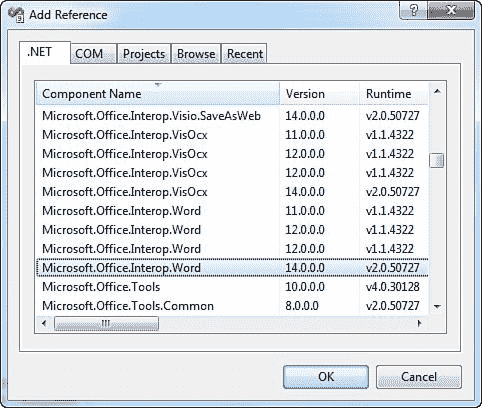 Add Reference
.NET COM Projects Browse Recent
Component Name Version Runtime
Microsoft.Office.Interop.Visio.SaveAsWeb 14.0.0.0 v2.0.50727
Microsoft.Office.Interop.VisOcx 11.0.0.0 v1.1.4322
Microsoft.Office.Interop.VisOcx 12.0.0.0 v1.1.4322
Microsoft.Office.Interop.VisOcx 12.0.0.0 v1.1.4322
Microsoft.Office.Interop.VisOcx 14.0.0.0 v2.0.50727
Microsoft.Office.Interop.Word 11.0.0.0 v1.1.4322
Microsoft.Office.Interop.Word 12.0.0.0 v1.1.4322
Microsoft.Office.Interop.Word 12.0.0.0 v1.1.4322
Microsoft.Office.Interop.Word 14.0.0.0 v2.0.50727
Microsoft.Office.Tools 10.0.0.0 v4.0.30128
Microsoft.Office.Tools.Common 8.0.0.0 v2.0.50727
OK Cancel